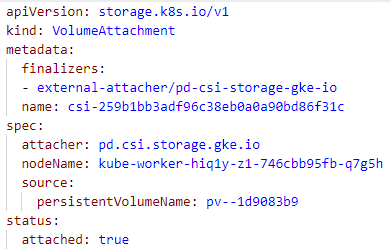 apiVersion: storage.k8s.io/v1
kind: VolumeAttachment
metadata:
  finalizers:
  - external-attacher/pd-csi-storage-gke-io
  name: csi-259b1bb3adf96c38eb0a0a90bd86f31c
spec:
  attacher: pd.csi.storage.gke.io
  nodeName: kube-worker-hiq1y-z1-746cbb95fb-q7g5h
  source:
    persistentVolumeName: pv--1d9083b9
status:
  attached: true